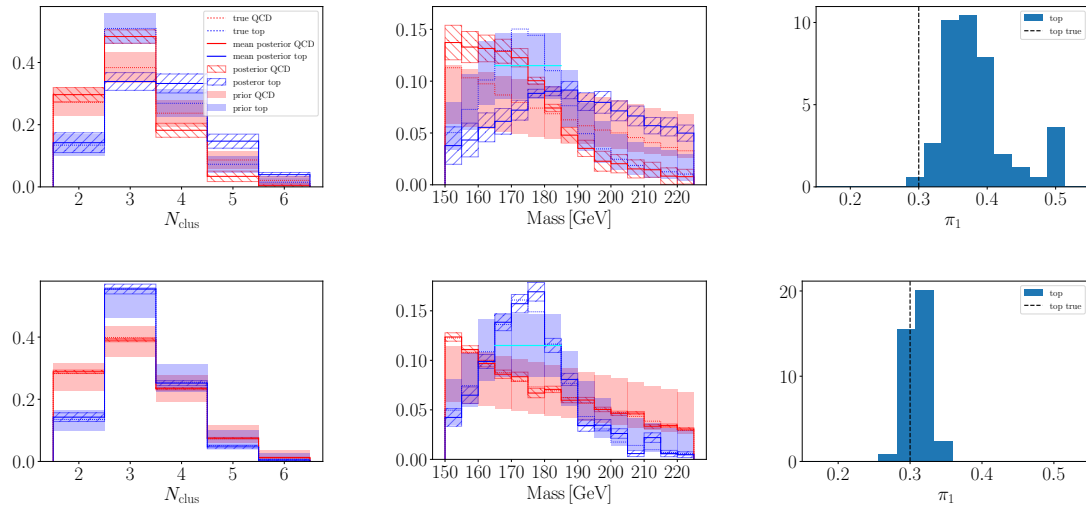 true QCD
true top
mean posterior QCD
mean posterior top
posterior QCD
posteror top
prior QCD
prior top
0.4
0.2
0.0
2 3 4 5 6
N_clus
0.15
0.10
0.05
0.00
150 160 170 180 190 200 210 220
Mass [GeV]
top
top true
10
5
0
0.2 0.3 0.4 0.5
π_1
0.4
0.2
0.0
2 3 4 5 6
N_clus
0.15
0.10
0.05
0.00
150 160 170 180 190 200 210 220
Mass [GeV]
top
top true
20
10
0
0.2 0.3 0.4 0.5
π_1